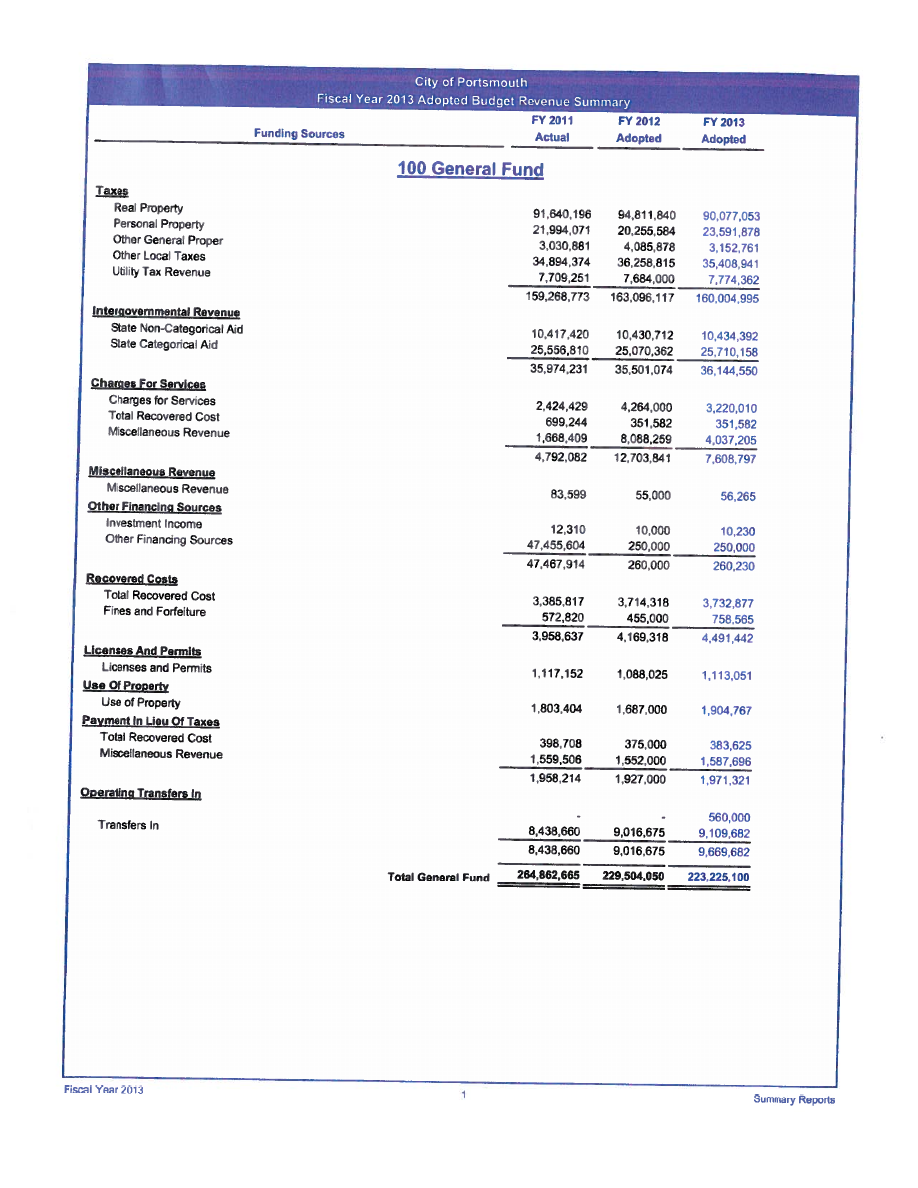 City of Portsmouth
Fiscal Year 2013 Adopted Budget Revenue Summary
Funding Sources FY 2011 Actual FY 2012 Adopted FY 2013 Adopted
100 General Fund
Taxes
Real Property 91,640,196 94,811,840 90,077,053
Personal Property 21,994,071 20,255,584 23,591,878
Other General Proper 3,030,881 4,085,878 3,152,761
Other Local Taxes 34,894,374 36,258,815 35,408,941
Utility Tax Revenue 7,709,251 7,684,000 7,774,362
159,268,773 163,096,117 160,004,995
Intergovernmental Revenue
State Non-Categorical Aid 10,417,420 10,430,712 10,434,392
State Categorical Aid 25,556,810 25,070,362 25,710,158
35,974,231 35,501,074 36,144,550
Charges For Services
Charges for Services 2,424,429 4,264,000 3,220,010
Total Recovered Cost 699,244 351,582 351,582
Miscellaneous Revenue 1,668,409 8,088,259 4,037,205
4,792,082 12,703,841 7,608,797
Miscellaneous Revenue
Miscellaneous Revenue 83,599 55,000 56,265
Other Financing Sources
Investment Income 12,310 10,000 10,230
Other Financing Sources 47,455,604 250,000 250,000
47,467,914 260,000 260,230
Recovered Costs
Total Recovered Cost 3,385,817 3,714,318 3,732,877
Fines and Forfeiture 572,820 455,000 758,565
3,958,637 4,169,318 4,491,442
Licenses And Permits
Licenses and Permits 1,117,152 1,088,025 1,113,051
Use Of Property
Use of Property 1,803,404 1,687,000 1,904,767
Payment In Lieu Of Taxes
Total Recovered Cost 398,708 375,000 383,625
Miscellaneous Revenue 1,559,506 1,552,000 1,587,696
1,958,214 1,927,000 1,971,321
Operating Transfers In
- - 560,000
Transfers In 8,438,660 9,016,675 9,109,682
8,438,660 9,016,675 9,669,682
Total General Fund 264,862,665 229,504,050 223,225,100
Fiscal Year 2013 1 Summary Reports